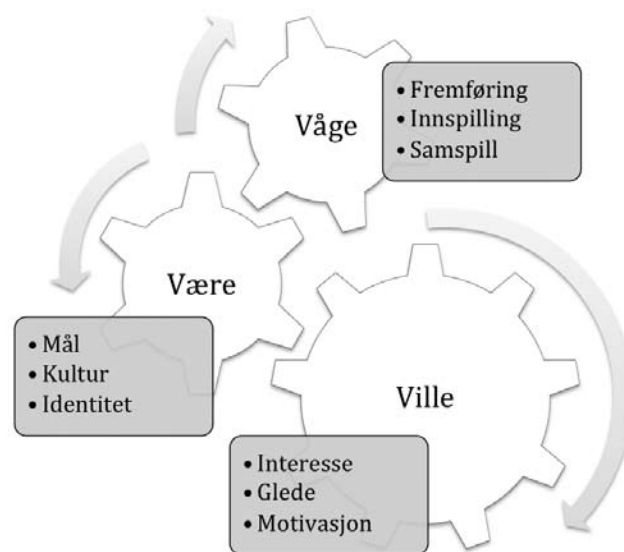 Våge
• Fremføring
• Innspilling
• Samspill
Være
• Mål
• Kultur
• Identitet
Ville
• Interesse
• Glede
• Motivasjon